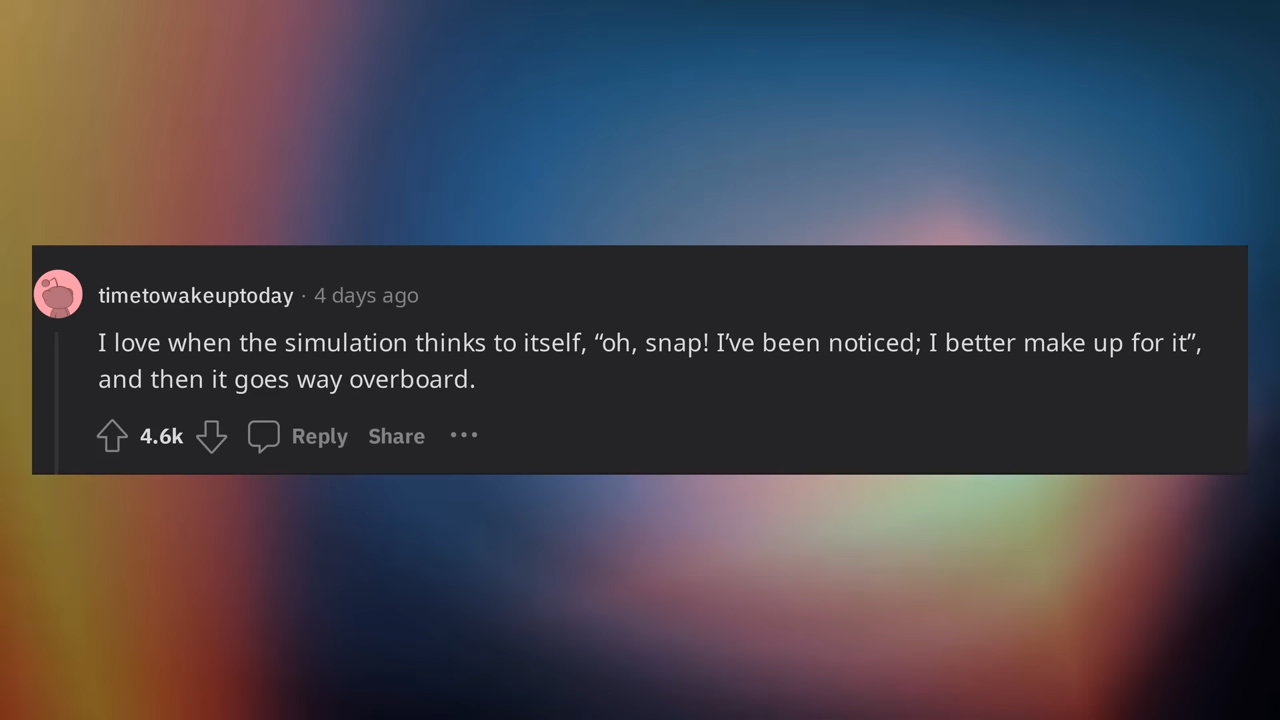 timetowakeuptoday · 4 days ago
I love when the simulation thinks to itself, “oh, snap! I’ve been noticed; I better make up for it”,
and then it goes way overboard.
4.6k Reply Share •••